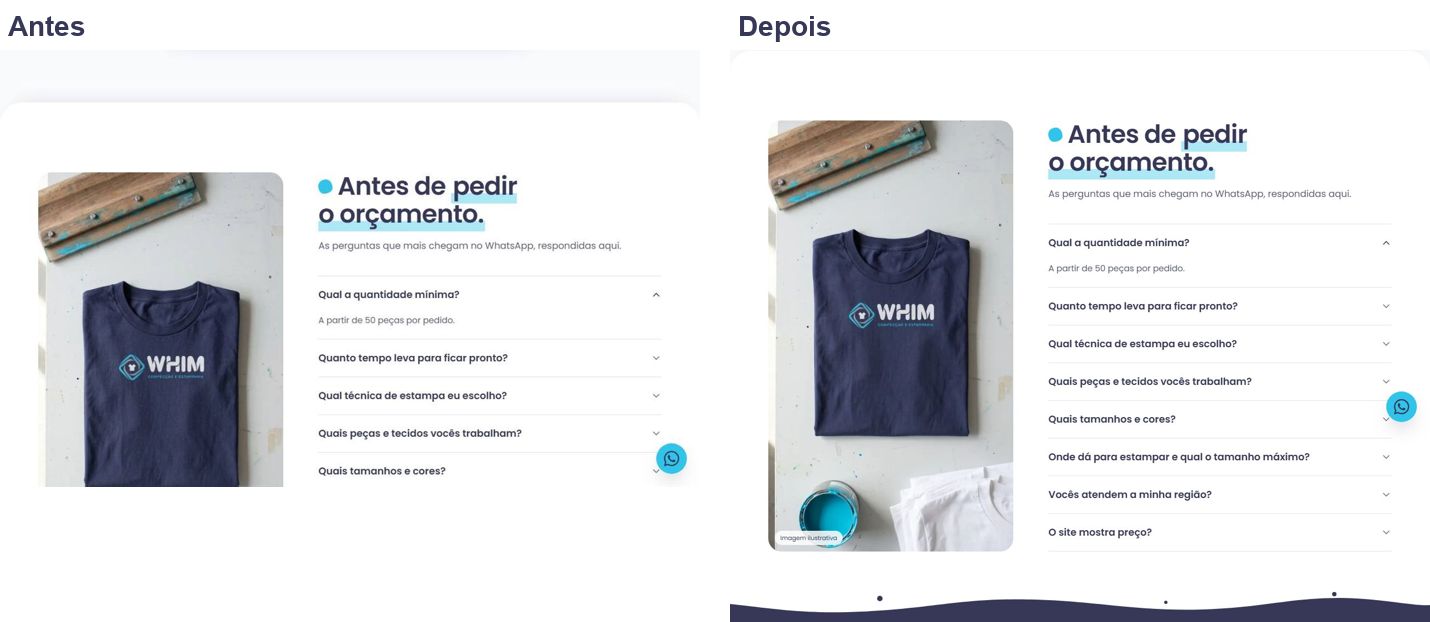 Antes
Antes de pedir
o orçamento.
As perguntas que mais chegam no WhatsApp, respondidas aqui.
Qual a quantidade mínima?
A partir de 50 peças por pedido.
Quanto tempo leva para ficar pronto?
Qual técnica de estampa eu escolho?
Quais peças e tecidos vocês trabalham?
Quais tamanhos e cores?
WHIM
CONFECÇÃO E ESTAMPARIA
Depois
Antes de pedir
o orçamento.
As perguntas que mais chegam no WhatsApp, respondidas aqui.
Qual a quantidade mínima?
A partir de 50 peças por pedido.
Quanto tempo leva para ficar pronto?
Qual técnica de estampa eu escolho?
Quais peças e tecidos vocês trabalham?
Quais tamanhos e cores?
Onde dá para estampar e qual o tamanho máximo?
Vocês atendem a minha região?
O site mostra preço?
WHIM
CONFECÇÃO E ESTAMPARIA
Imagem ilustrativa